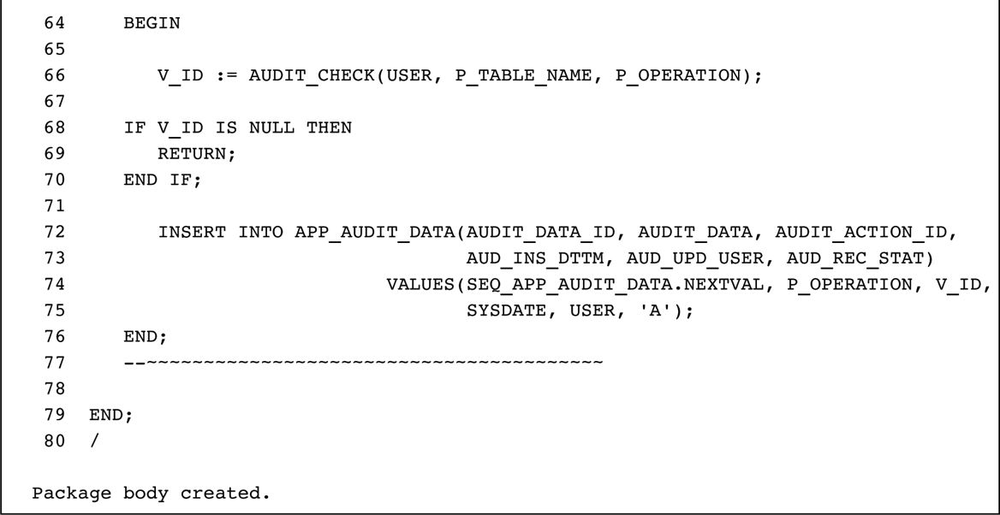 64     BEGIN
65
66        V_ID := AUDIT_CHECK(USER, P_TABLE_NAME, P_OPERATION);
67
68     IF V_ID IS NULL THEN
69        RETURN;
70     END IF;
71
72        INSERT INTO APP_AUDIT_DATA(AUDIT_DATA_ID, AUDIT_DATA, AUDIT_ACTION_ID,
73                                   AUD_INS_DTTM, AUD_UPD_USER, AUD_REC_STAT)
74                            VALUES(SEQ_APP_AUDIT_DATA.NEXTVAL, P_OPERATION, V_ID,
75                                   SYSDATE, USER, 'A');
76     END;
77     --~~~~~~~~~~~~~~~~~~~~~~~~~~~~~~~~~~~~~~~~
78
79  END;
80  /
Package body created.